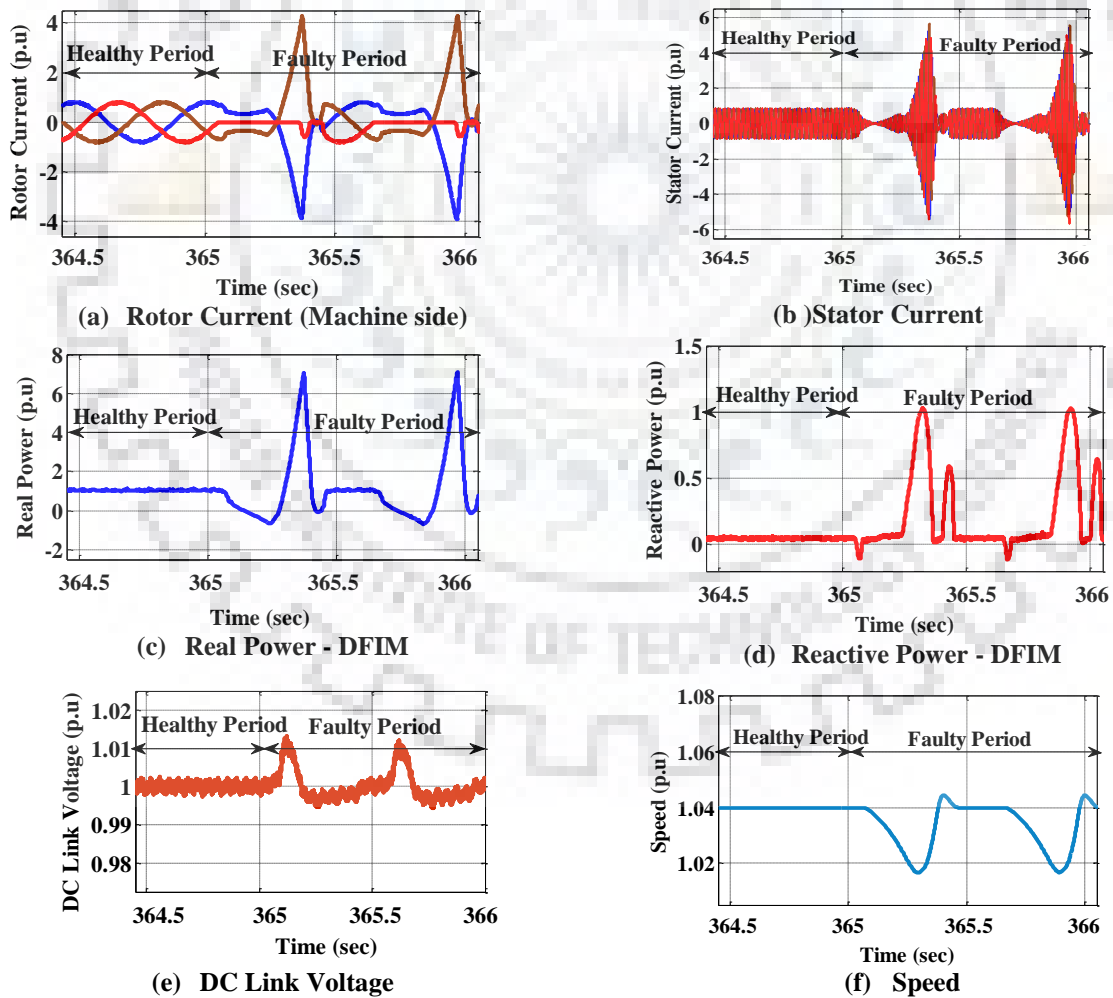 Rotor Current (p.u)
4
2
0
-2
-4
Healthy Period
Faulty Period
364.5 365 365.5 366
Time (sec)
(a) Rotor Current (Machine side)
Stator Current (p.u)
6
4
2
0
-2
-4
-6
Healthy Period
Faulty Period
364.5 365 365.5 366
Time (sec)
(b )Stator Current
Real Power (p.u)
8
6
4
2
0
-2
Healthy Period
Faulty Period
364.5 365 365.5 366
Time (sec)
(c) Real Power - DFIM
Reactive Power (p.u)
1.5
1
0.5
0
Healthy Period
Faulty Period
364.5 365 365.5 366
Time (sec)
(d) Reactive Power - DFIM
DC Link Voltage (p.u)
1.02
1.01
1
0.99
0.98
Healthy Period
Faulty Period
364.5 365 365.5 366
Time (sec)
(e) DC Link Voltage
Speed (p.u)
1.08
1.06
1.04
1.02
Healthy Period
Faulty Period
364.5 365 365.5 366
Time (sec)
(f) Speed